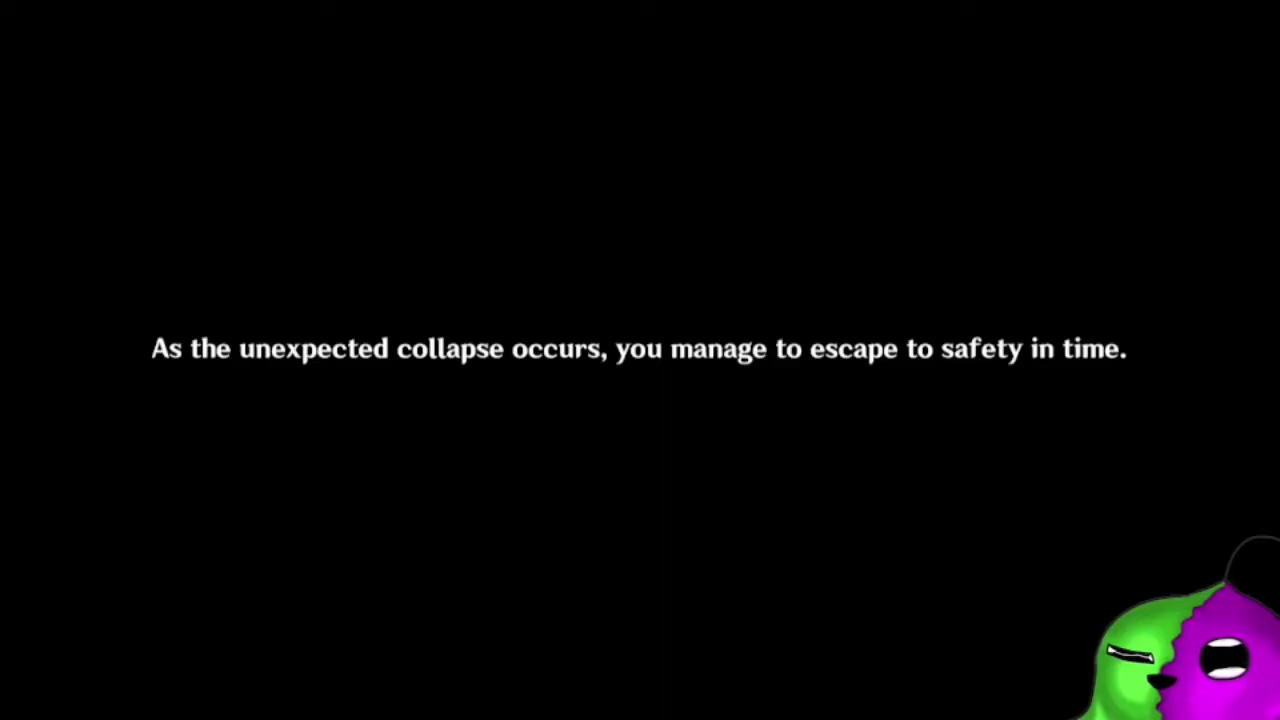 As the unexpected collapse occurs, you manage to escape to safety in time.